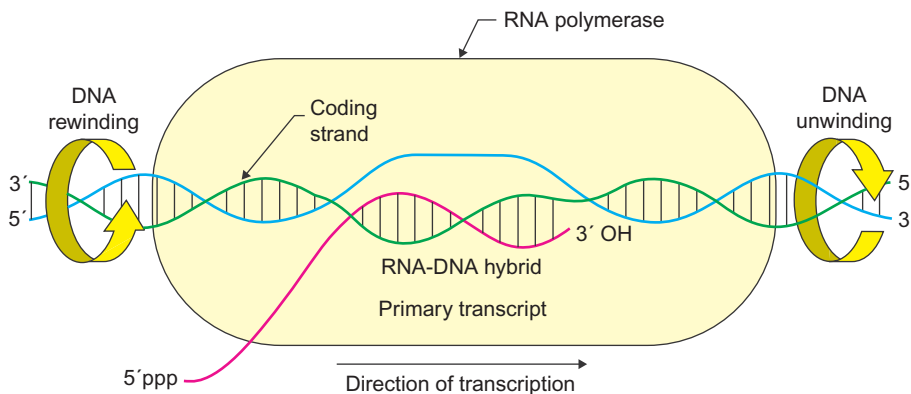 RNA polymerase
DNA
rewinding
Coding
strand
DNA
unwinding
3´
5´
5
3
3´ OH
RNA-DNA hybrid
Primary transcript
5´ppp
Direction of transcription